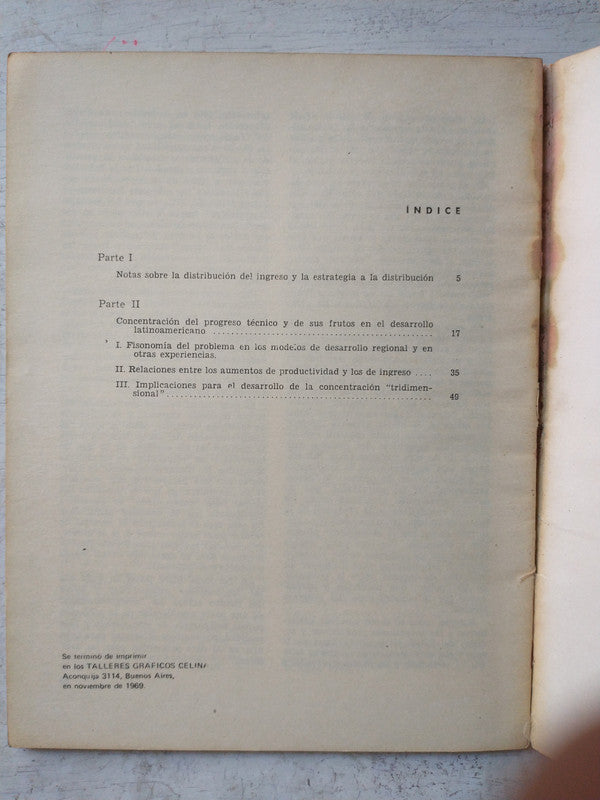 ÍNDICE
Parte I
Notas sobre la distribución del ingreso y la estrategia a la distribución 5
Parte II
Concentración del progreso técnico y de sus frutos en el desarrollo
latinoamericano ........................................ 17
I. Fisonomía del problema en los modelos de desarrollo regional y en
otras experiencias.
II. Relaciones entre los aumentos de productividad y los de ingreso .... 35
III. Implicaciones para el desarrollo de la concentración "tridimen-
sional" .................................................. 49
Se terminó de imprimir
en los TALLERES GRAFICOS CELINA
Aconquija 3114, Buenos Aires,
en noviembre de 1969.